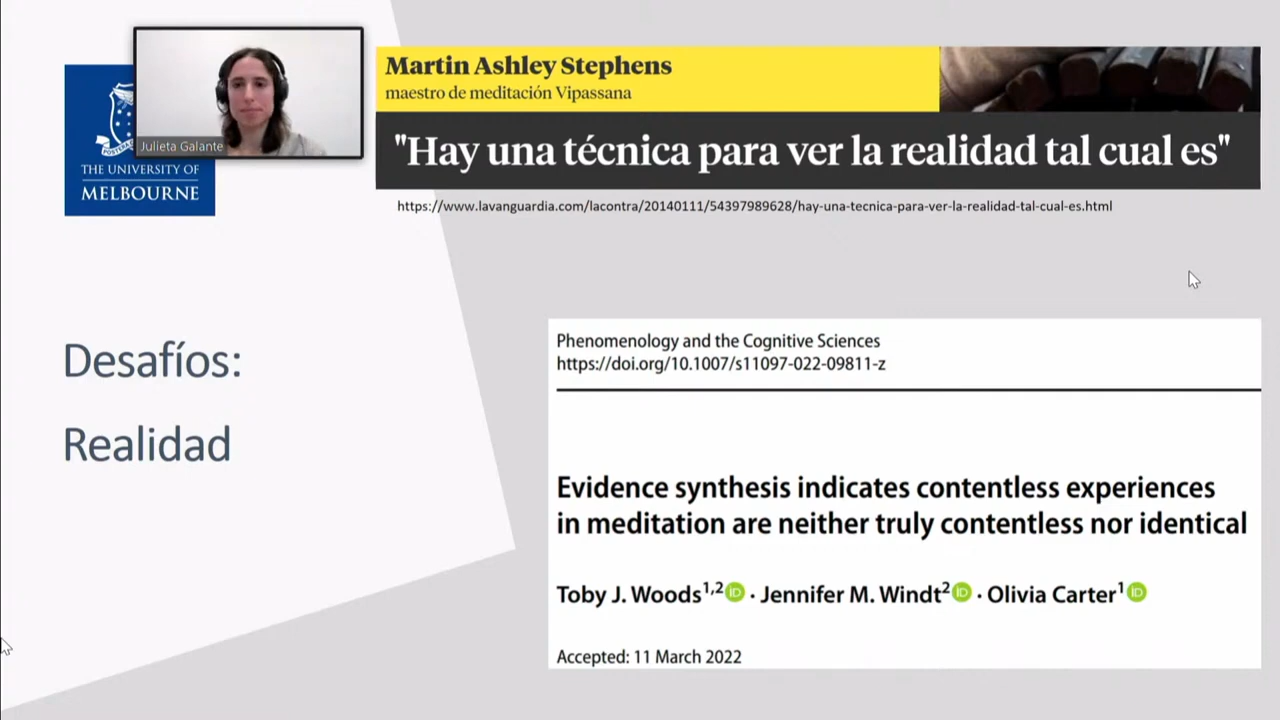 Julieta Galante
THE UNIVERSITY OF
MELBOURNE
Martin Ashley Stephens
maestro de meditación Vipassana
"Hay una técnica para ver la realidad tal cual es"
https://www.lavanguardia.com/lacontra/20140111/54397989628/hay-una-tecnica-para-ver-la-realidad-tal-cual-es.html
Desafíos:
Realidad
Phenomenology and the Cognitive Sciences
https://doi.org/10.1007/s11097-022-09811-z
Evidence synthesis indicates contentless experiences
in meditation are neither truly contentless nor identical
Toby J. Woods1,2 iD · Jennifer M. Windt2 iD · Olivia Carter1 iD
Accepted: 11 March 2022